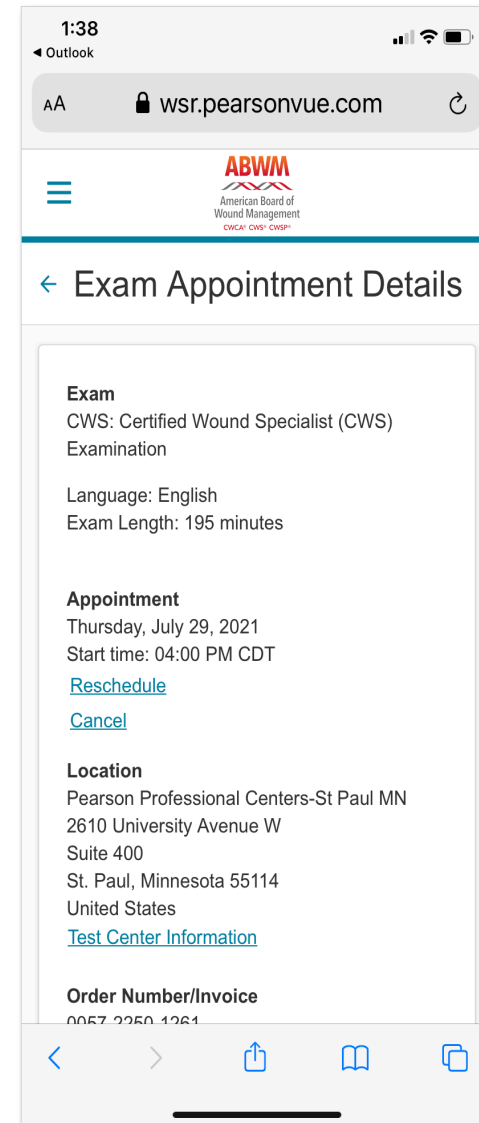 1:38
◄ Outlook
AA wsr.pearsonvue.com
ABWM
American Board of
Wound Management
CWCA® CWS® CWSP®
Exam Appointment Details
Exam
CWS: Certified Wound Specialist (CWS)
Examination
Language: English
Exam Length: 195 minutes
Appointment
Thursday, July 29, 2021
Start time: 04:00 PM CDT
Reschedule
Cancel
Location
Pearson Professional Centers-St Paul MN
2610 University Avenue W
Suite 400
St. Paul, Minnesota 55114
United States
Test Center Information
Order Number/Invoice
0057-2250-1261